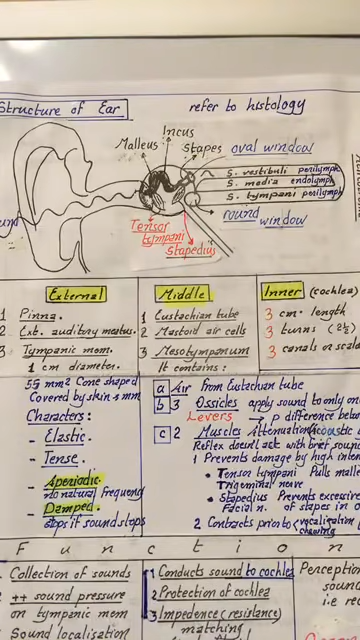 Structure of Ear
refer to histology
Incus
Malleus
Stapes
oval window
S. vestibuli perilymph
S. media endolymph
S. tympani perilymph
round window
Tensor tympani
Stapedius
External
Middle
Inner (cochlea)
1 Pinna.
2 Ext. auditory meatus.
3 Tympanic mem.
1 cm diameter.
1 Eustachian tube
2 Mastoid air cells
3 Mesotympanum
It contains:
3 cm. length
3 turns (2½)
3 canals or scala
55 mm² Cone shaped
Covered by skin
Characters:
- Elastic.
- Tense.
- Aperiodic.
no natural frequency
- Damped.
stops if sound stops
a Air from Eustachian tube
b 3 Ossicles apply sound to only on
Levers → P difference
c 2 Muscles Attenuation
Reflex doesn't act with brief soun
1 Prevents damage by high inten
• Tensor tympani Pulls malle
Trigeminal nerve
• Stapedius Prevents excessive
Facial n. of stapes in o
2 Contracts prior to vocalization
chewing
F u n c t i o n
Collection of sounds
2 ++ sound pressure
on tympanic mem
Sound localisation
1 Conducts sound to cochlea
2 Protection of cochlea
3 Impedence (resistance)
matching
Perception
soun
i.e re